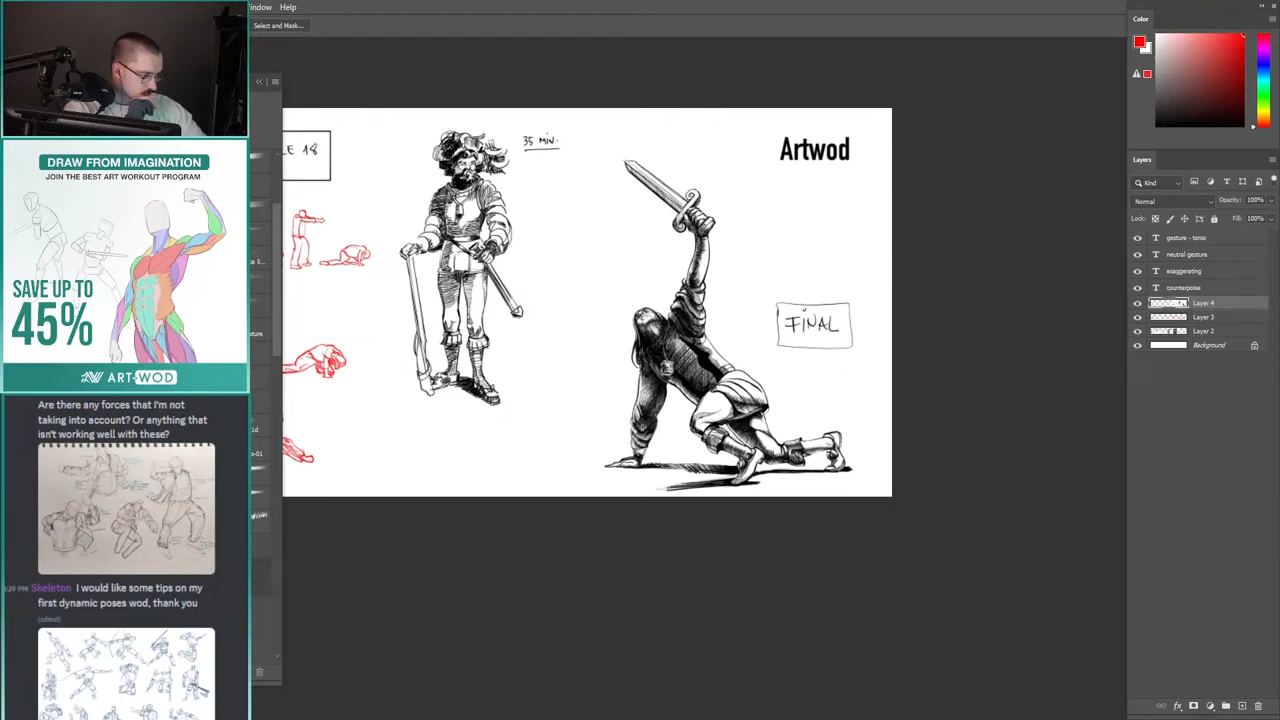 Window
Help
Select and Mask...
DRAW FROM IMAGINATION
JOIN THE BEST ART WORKOUT PROGRAM
SAVE UP TO
45%
ART-WOD
Are there any forces that I'm not
taking into account? Or anything that
isn't working well with these?
:29 PM Skeleton I would like some tips on my
first dynamic poses wod, thank you
(edited)
LE 18
35 min.
Artwod
FINAL
Color
Layers
Kind
Normal
Opacity: 100%
Lock:
Fill: 100%
gesture - torso
neutral gesture
exaggerating
counterpoise
Layer 4
Layer 3
Layer 2
Background